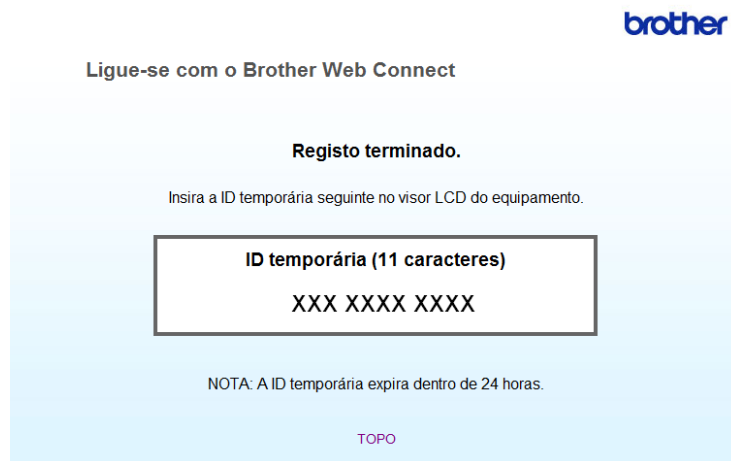 brother
Ligue-se com o Brother Web Connect
Registo terminado.
Insira a ID temporária seguinte no visor LCD do equipamento.
ID temporária (11 caracteres)
XXX XXXX XXXX
NOTA: A ID temporária expira dentro de 24 horas.
TOPO